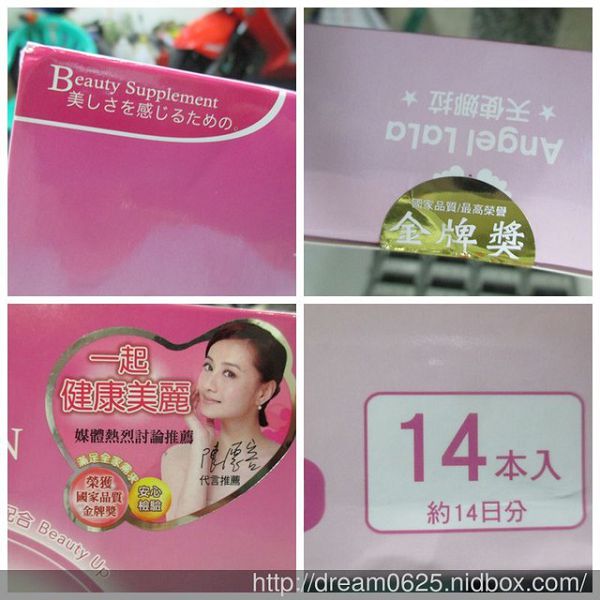 Beauty Supplement
美しさを感じるための。
Angel LaLa
★ 天使娜拉 ★
國家品質/最高榮譽
金牌獎
一起
健康美麗
媒體熱烈討論推薦
代言推薦
滿足全家需求
榮獲
國家品質
金牌獎
安心
檢驗
N
配合 Beauty Up
14本入
約14日分
http://dream0625.nidbox.com/